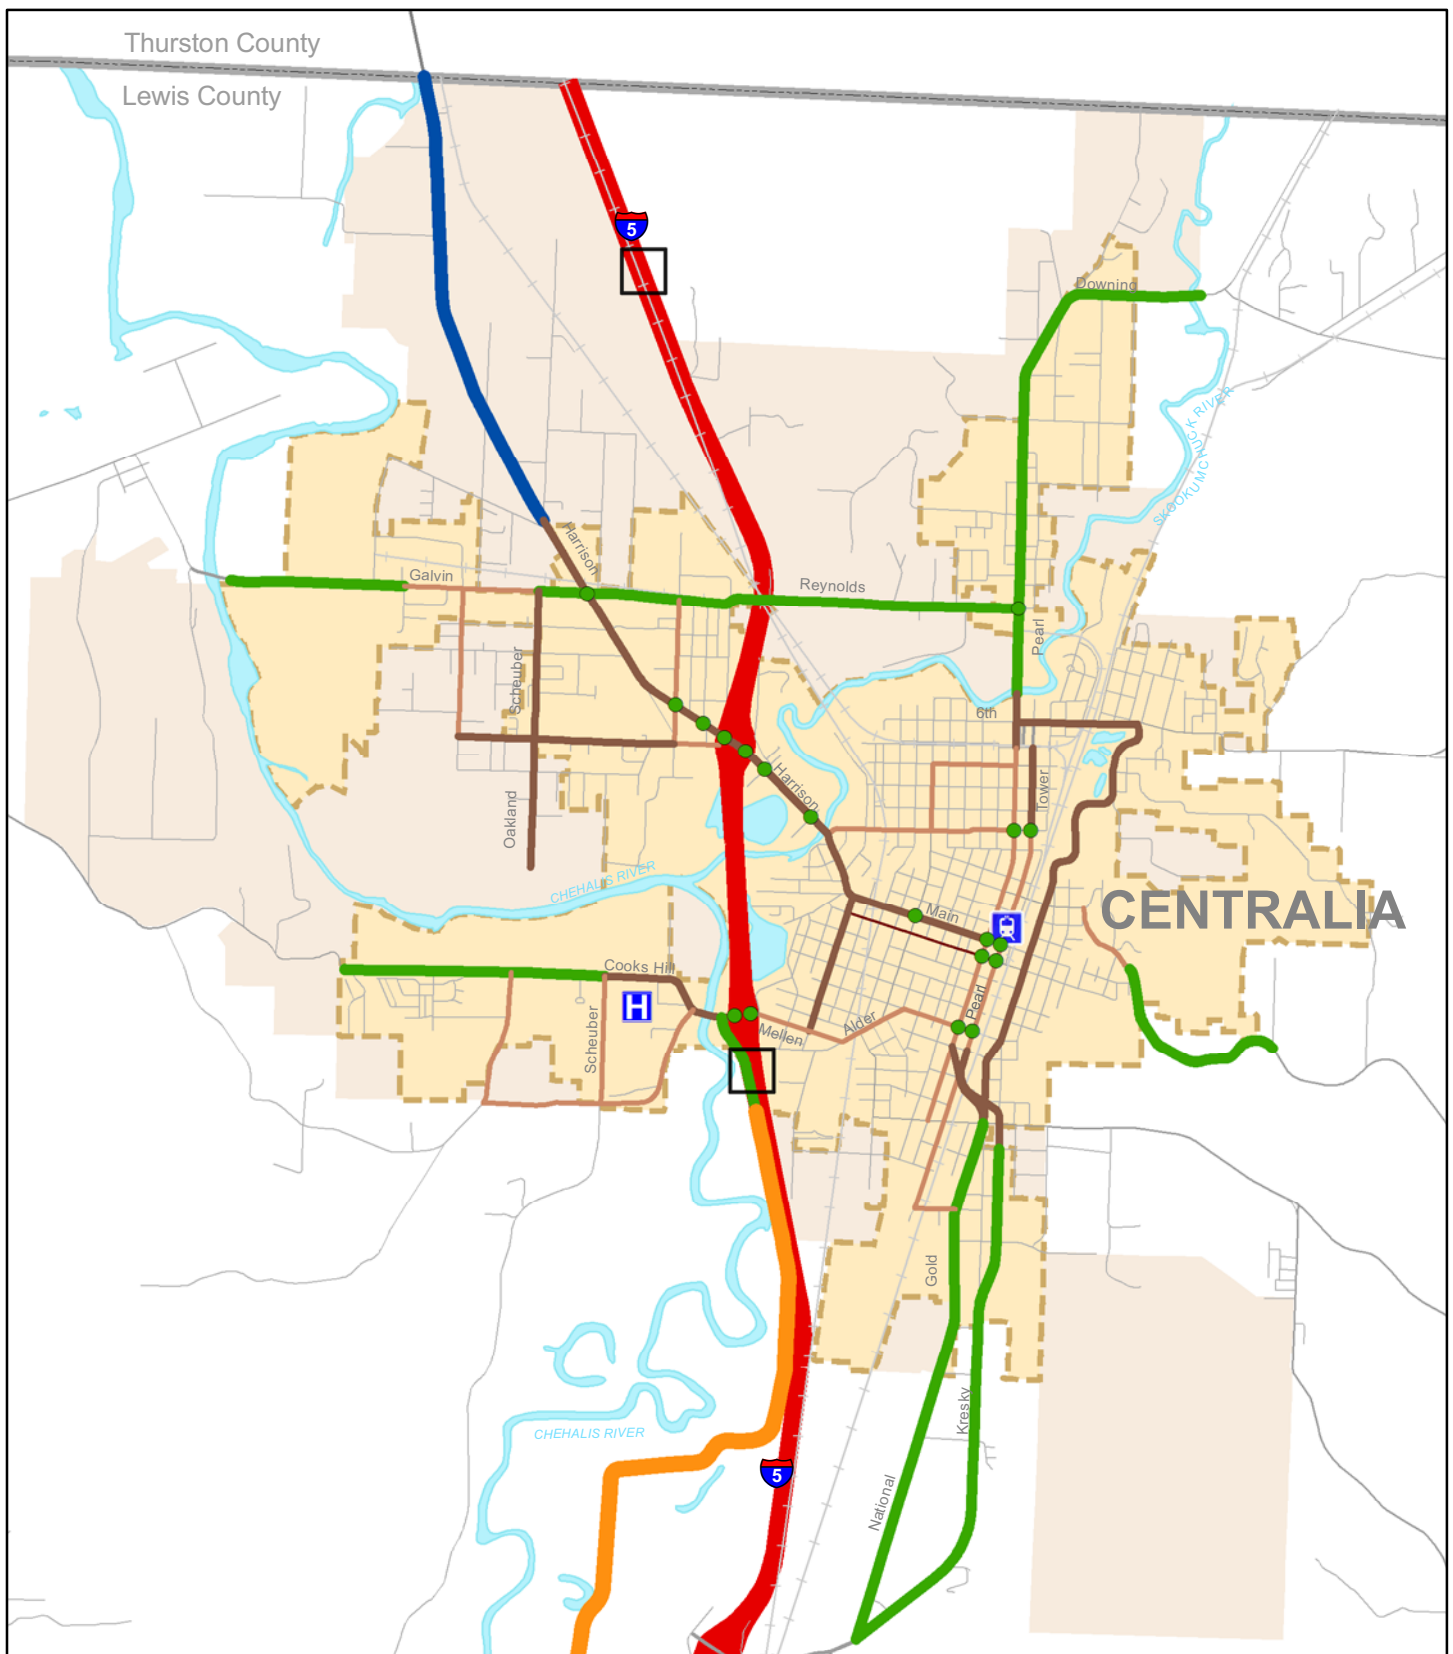 Thurston County
Lewis County
5
Downing
SKOOKUMCHUCK RIVER
Harrison
Galvin
Reynolds
Pearl
Scheuber
6th
Harrison
Tower
Oakland
CHEHALIS RIVER
CENTRALIA
Main
Cooks Hill
H
Pearl
Alder
Mellen
Scheuber
Gold
Kresky
CHEHALIS RIVER
5
National